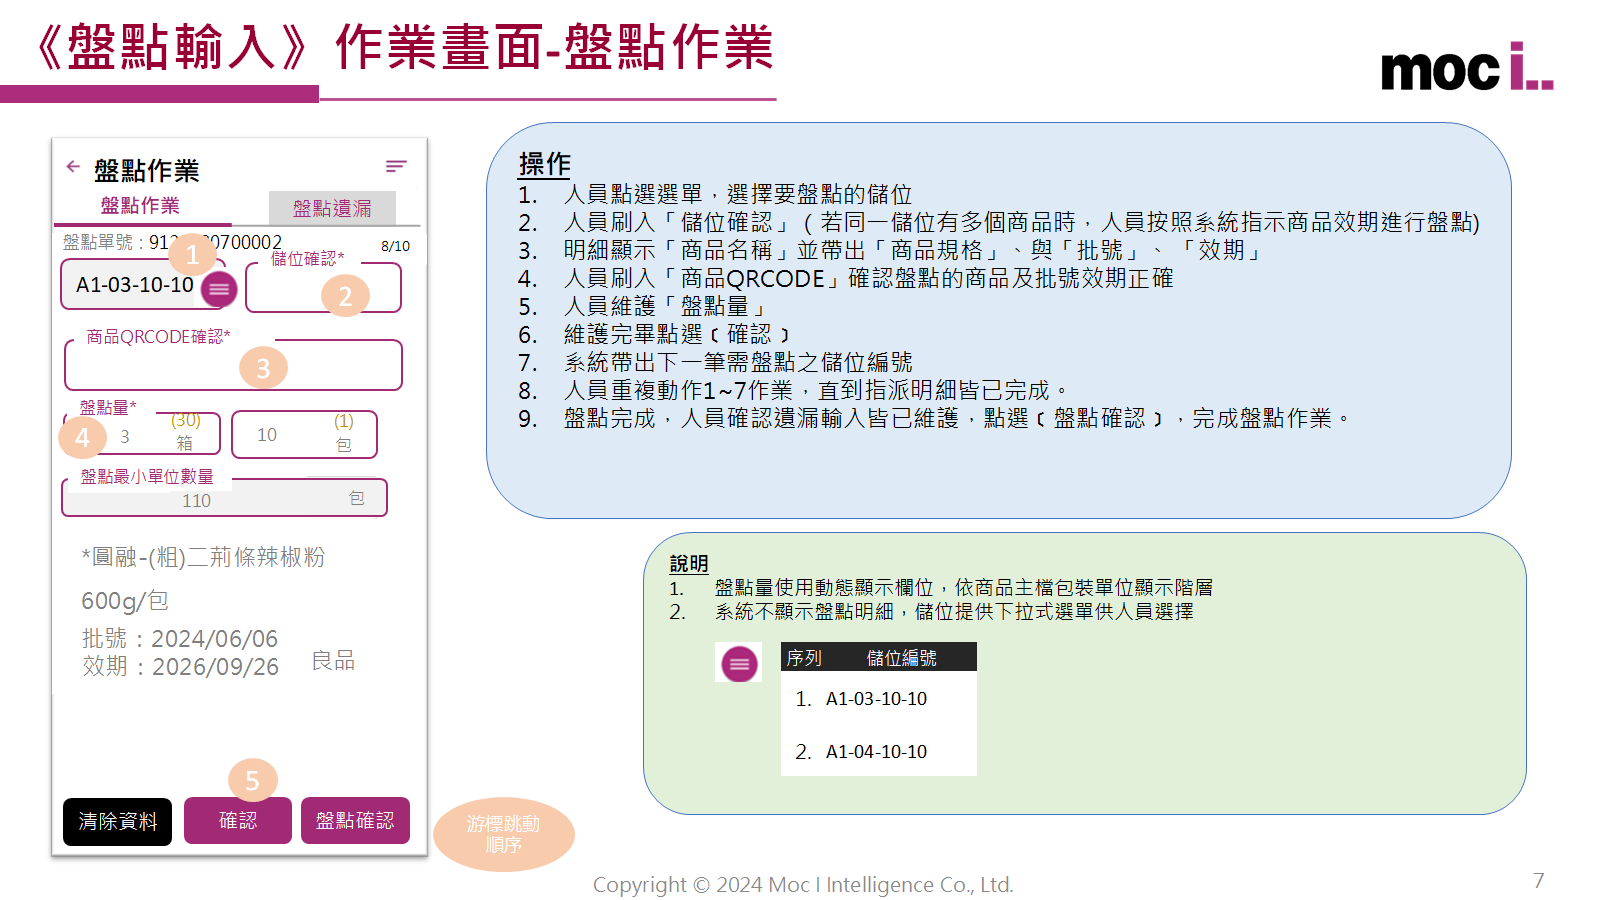 《盤點輸入》作業畫面-盤點作業
moc i..
盤點作業
盤點作業
盤點遺漏
盤點單號：
00700002
8/10
1
A1-03-10-10
儲位確認*
2
商品QRCODE確認*
3
盤點量*
4
3
(30)
箱
10
(1)
包
盤點最小單位數量
110
包
*圓融-(粗)二荊條辣椒粉
600g/包
批號：2024/06/06
效期：2026/09/26
良品
5
清除資料
確認
盤點確認
游標跳動
順序
操作
1. 人員點選選單，選擇要盤點的儲位
2. 人員刷入「儲位確認」（若同一儲位有多個商品時，人員按照系統指示商品效期進行盤點)
3. 明細顯示「商品名稱」並帶出「商品規格」、與「批號」、「效期」
4. 人員刷入「商品QRCODE」確認盤點的商品及批號效期正確
5. 人員維護「盤點量」
6. 維護完畢點選﹝確認﹞
7. 系統帶出下一筆需盤點之儲位編號
8. 人員重複動作1~7作業，直到指派明細皆已完成。
9. 盤點完成，人員確認遺漏輸入皆已維護，點選﹝盤點確認﹞，完成盤點作業。
說明
1. 盤點量使用動態顯示欄位，依商品主檔包裝單位顯示階層
2. 系統不顯示盤點明細，儲位提供下拉式選單供人員選擇
序列 儲位編號
1. A1-03-10-10
2. A1-04-10-10
Copyright © 2024 Moc I Intelligence Co., Ltd.
7